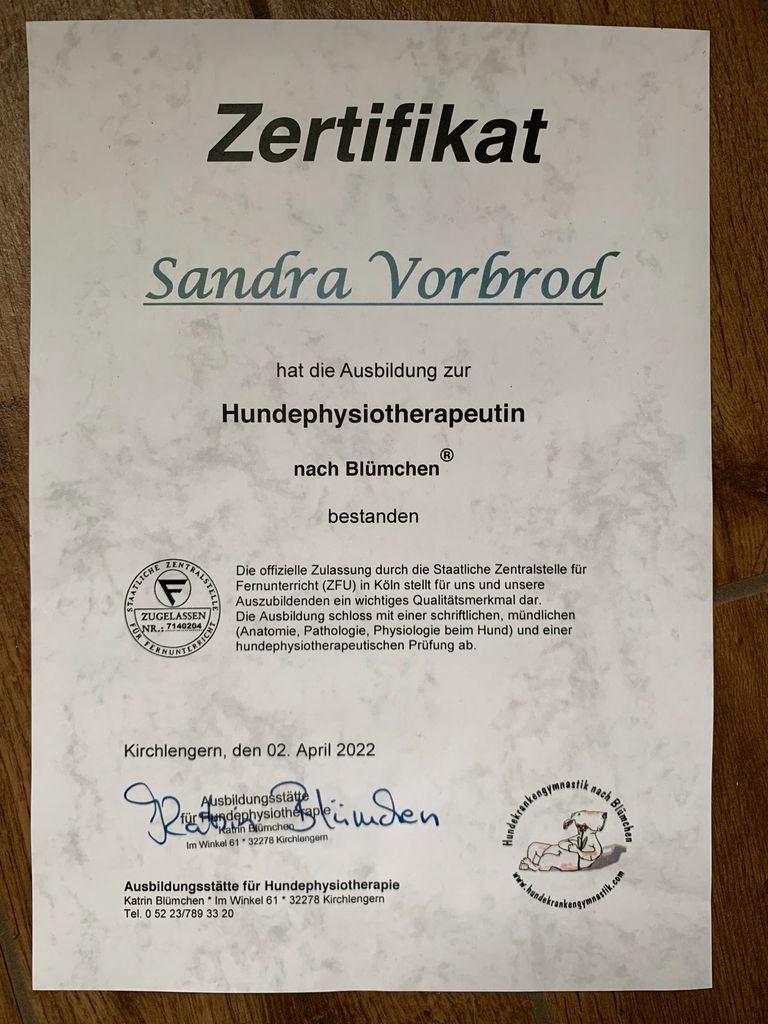 Zertifikat
Sandra Vorbrod
hat die Ausbildung zur
Hundephysiotherapeutin
nach Blümchen®
bestanden
STAATLICHE ZENTRALSTELLE
FÜR FERNUNTERRICHT
F
ZUGELASSEN
NR.: 7140204
Die offizielle Zulassung durch die Staatliche Zentralstelle für
Fernunterricht (ZFU) in Köln stellt für uns und unsere
Auszubildenden ein wichtiges Qualitätsmerkmal dar.
Die Ausbildung schloss mit einer schriftlichen, mündlichen
(Anatomie, Pathologie, Physiologie beim Hund) und einer
hundephysiotherapeutischen Prüfung ab.
Kirchlengern, den 02. April 2022
Ausbildungsstätte
für Hundephysiotherapie
Katrin Blümchen
Katrin Blümchen
Im Winkel 61 * 32278 Kirchlengern
Hundekrankengymnastik nach Blümchen
www.hundekrankengymnastik.com
Ausbildungsstätte für Hundephysiotherapie
Katrin Blümchen * Im Winkel 61 * 32278 Kirchlengern
Tel. 0 52 23/789 33 20